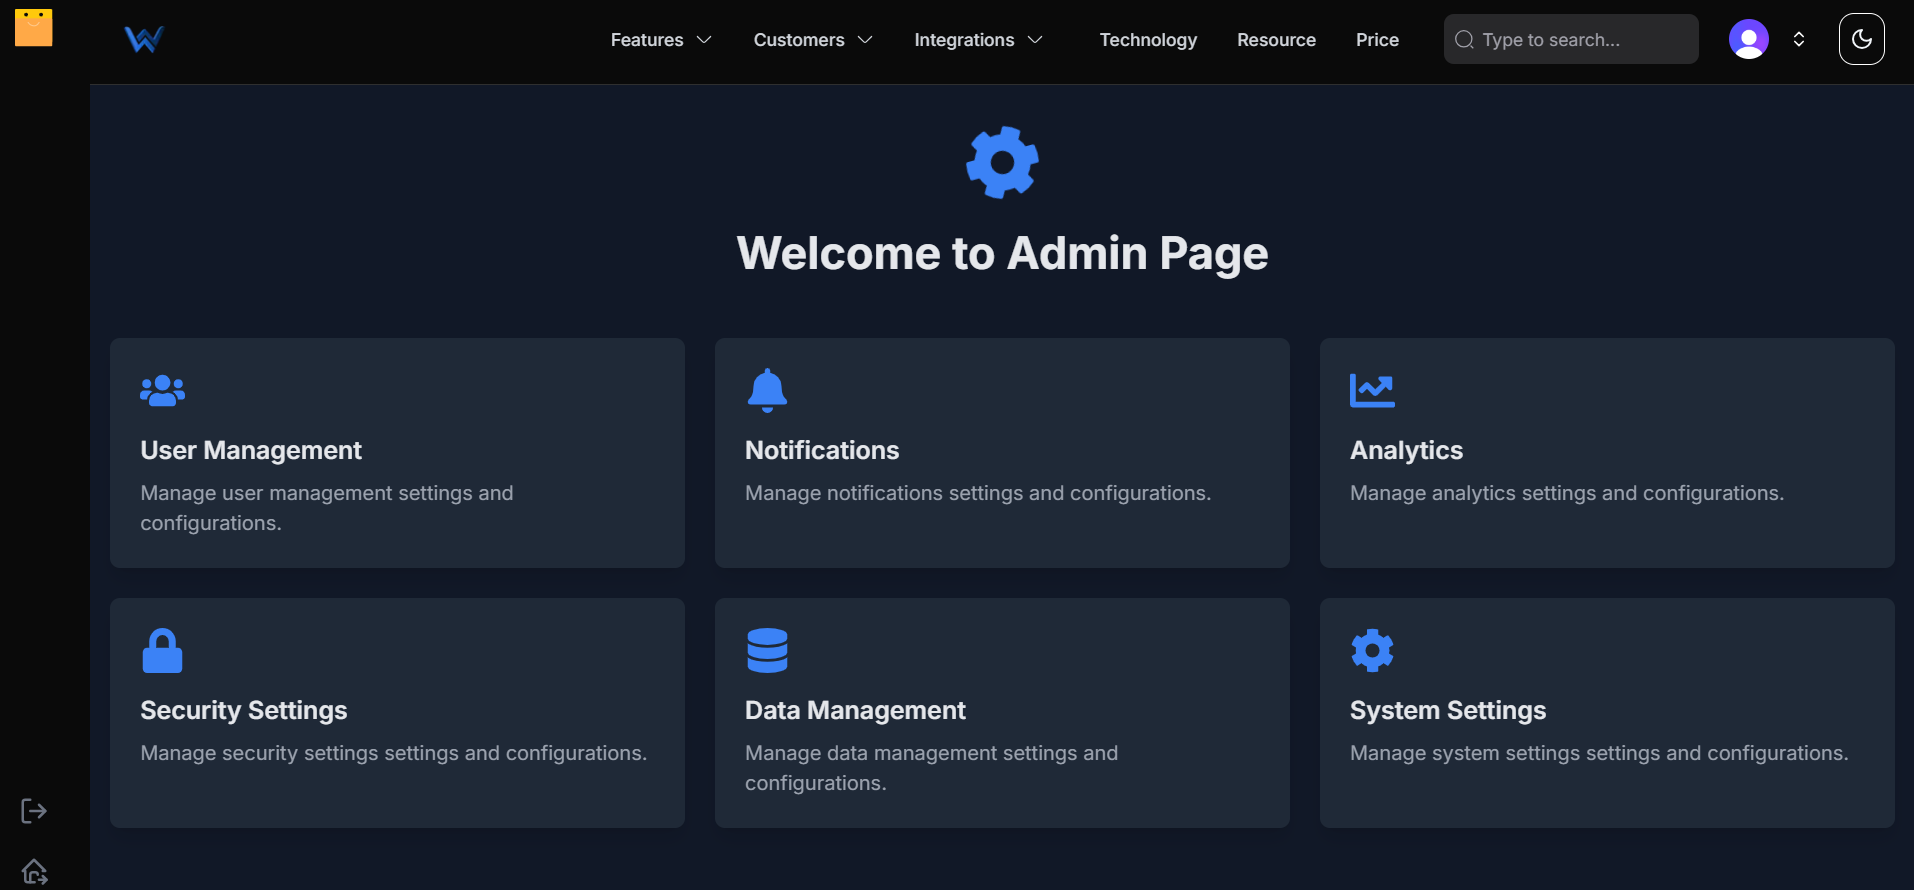 Features
Customers
Integrations
Technology
Resource
Price
Type to search...
Welcome to Admin Page
User Management
Manage user management settings and
configurations.
Notifications
Manage notifications settings and configurations.
Analytics
Manage analytics settings and configurations.
Security Settings
Manage security settings settings and configurations.
Data Management
Manage data management settings and
configurations.
System Settings
Manage system settings settings and configurations.